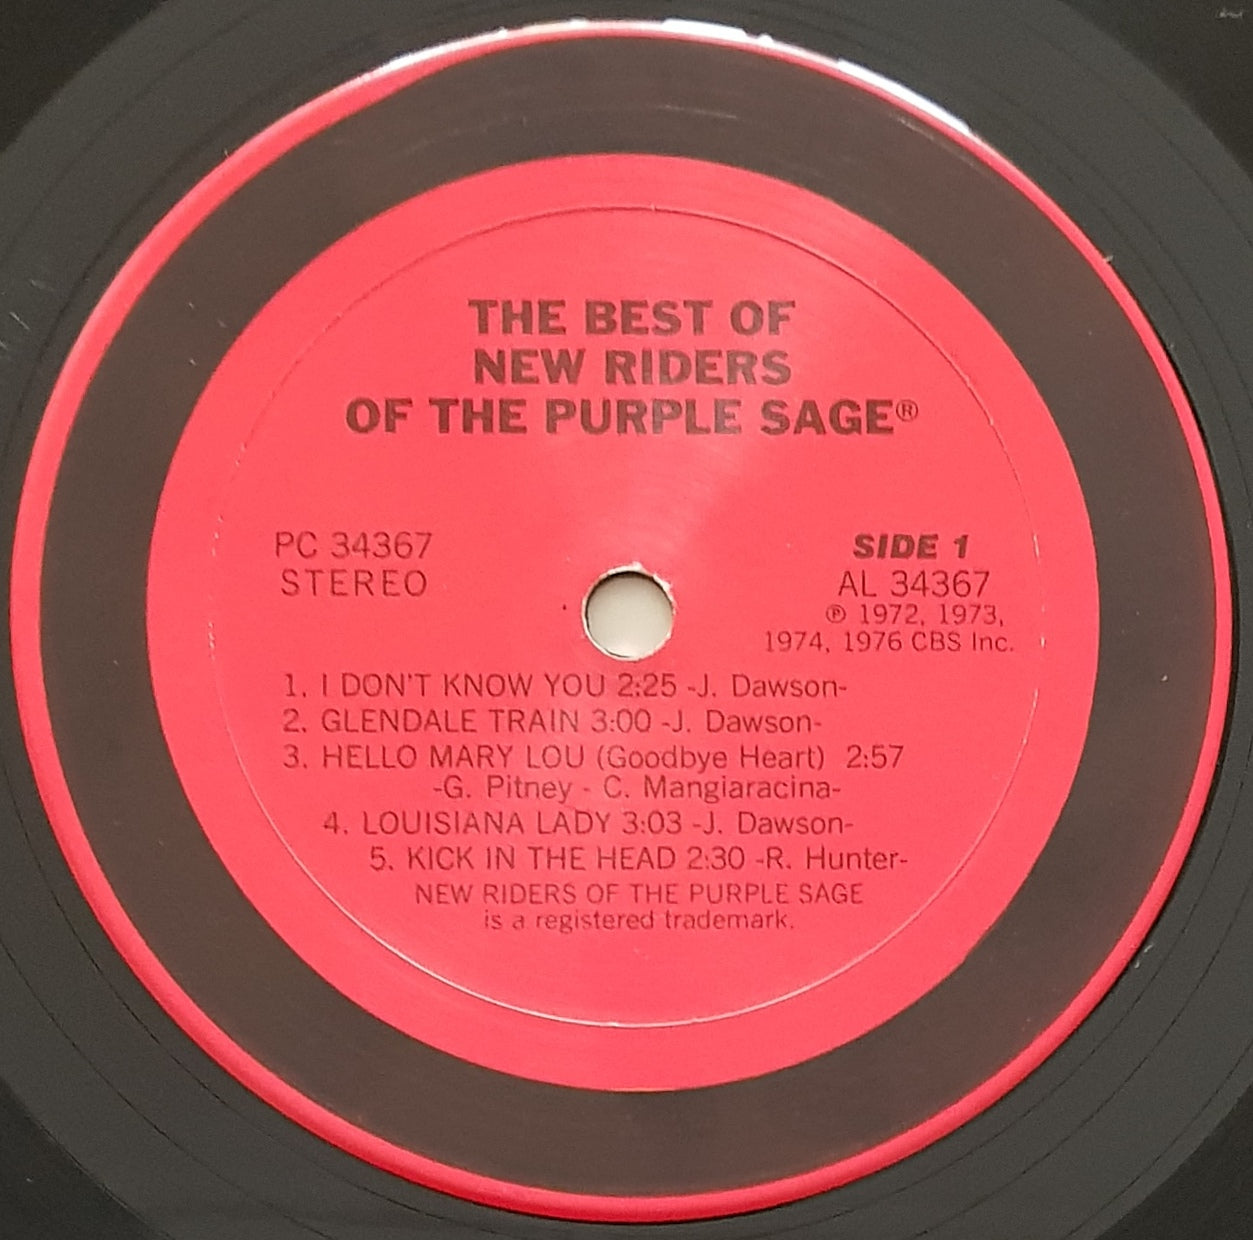 THE BEST OF
NEW RIDERS
OF THE PURPLE SAGE®
PC 34367
STEREO
SIDE 1
AL 34367
℗ 1972, 1973,
1974, 1976 CBS Inc.
1. I DON'T KNOW YOU 2:25 -J. Dawson-
2. GLENDALE TRAIN 3:00 -J. Dawson-
3. HELLO MARY LOU (Goodbye Heart) 2:57
-G. Pitney - C. Mangiaracina-
4. LOUISIANA LADY 3:03 -J. Dawson-
5. KICK IN THE HEAD 2:30 -R. Hunter-
NEW RIDERS OF THE PURPLE SAGE
is a registered trademark.